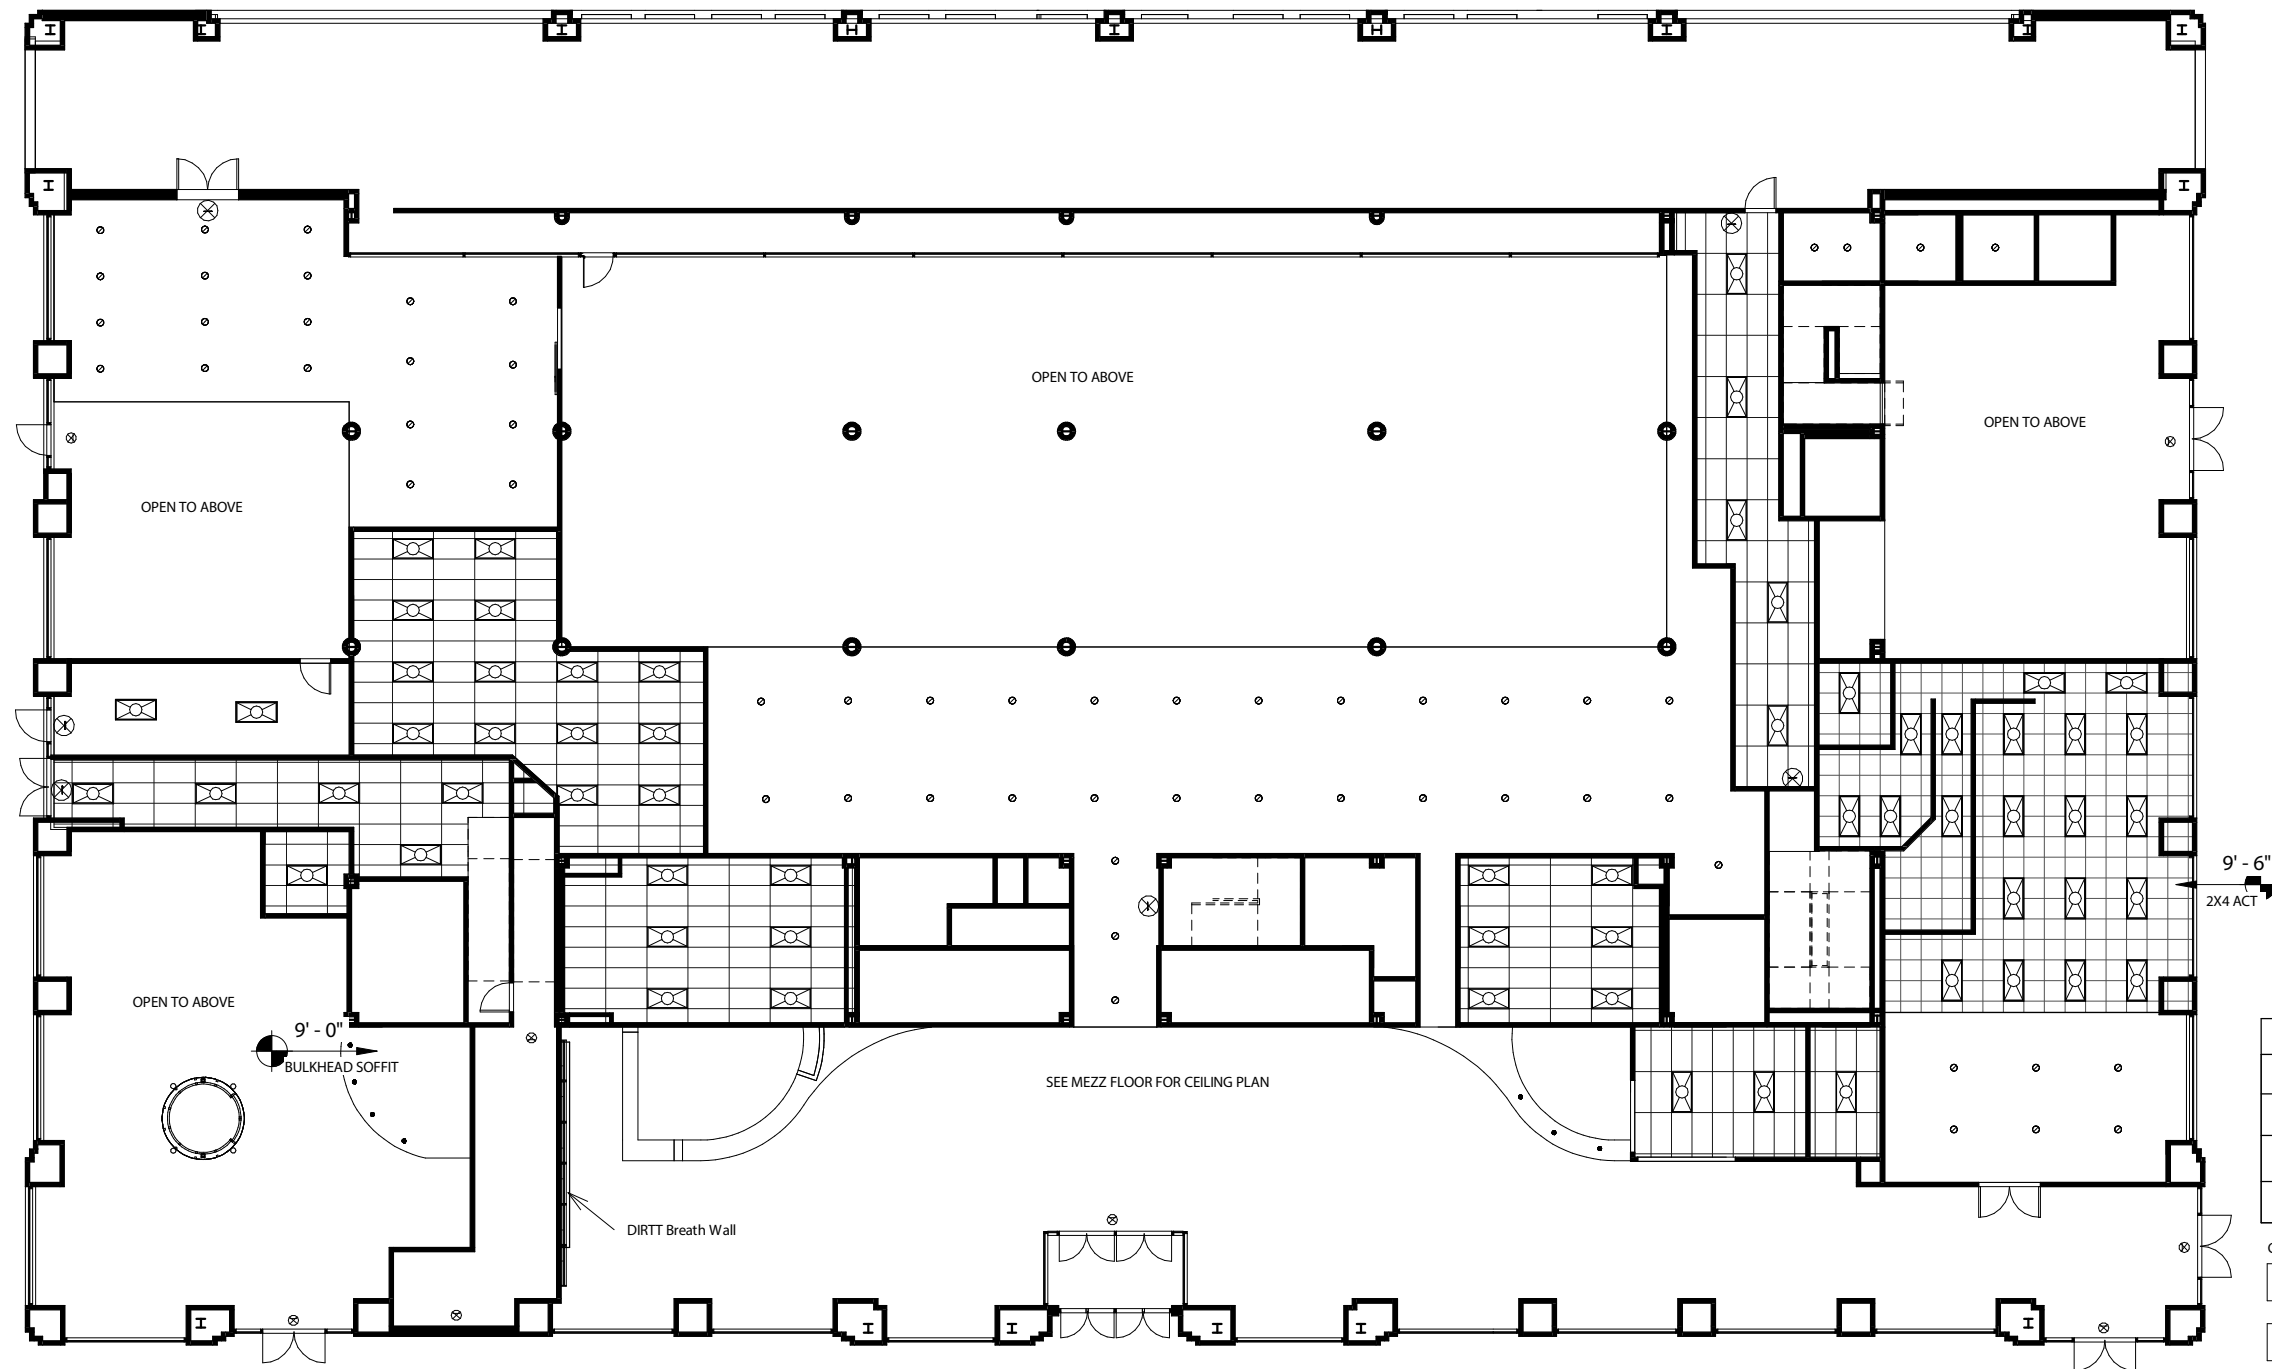 OPEN TO ABOVE
OPEN TO ABOVE
OPEN TO ABOVE
9' - 6"
2X4 ACT
OPEN TO ABOVE
9' - 0"
BULKHEAD SOFFIT
SEE MEZZ FLOOR FOR CEILING PLAN
DIRTT Breath Wall